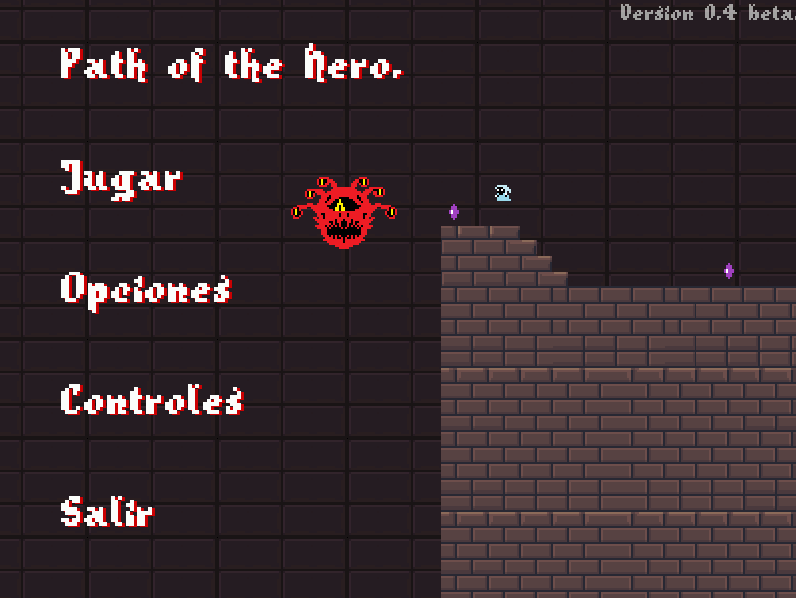 Version 0.4 beta.
Path of the hero.
Jugar
Opciones
Controles
Salir